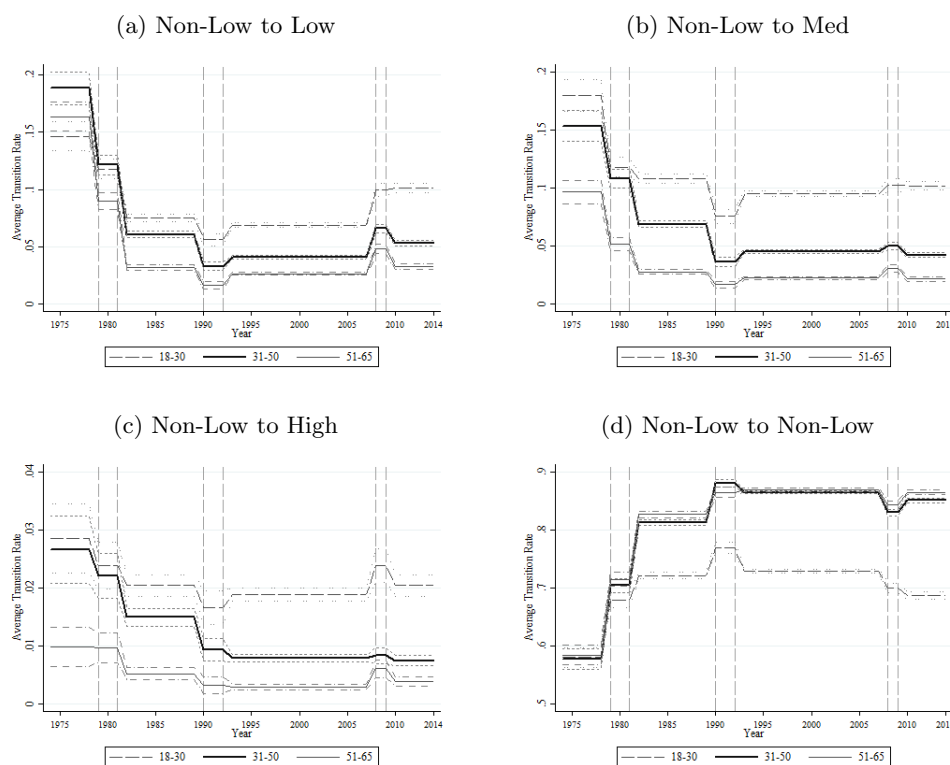 (a) Non-Low to Low
(b) Non-Low to Med
Average Transition Rate
0 .05 .1 .15 .2
1975 1980 1985 1990 1995 2000 2005 2010 2014
Year
18-30 31-50 51-65
Average Transition Rate
0 .05 .1 .15 .2
1975 1980 1985 1990 1995 2000 2005 2010 201
Year
18-30 31-50 51-65
(c) Non-Low to High
(d) Non-Low to Non-Low
Average Transition Rate
0 .01 .02 .03 .04
1975 1980 1985 1990 1995 2000 2005 2010 2014
Year
18-30 31-50 51-65
Average Transition Rate
.5 .6 .7 .8 .9
1975 1980 1985 1990 1995 2000 2005 2010 201
Year
18-30 31-50 51-65